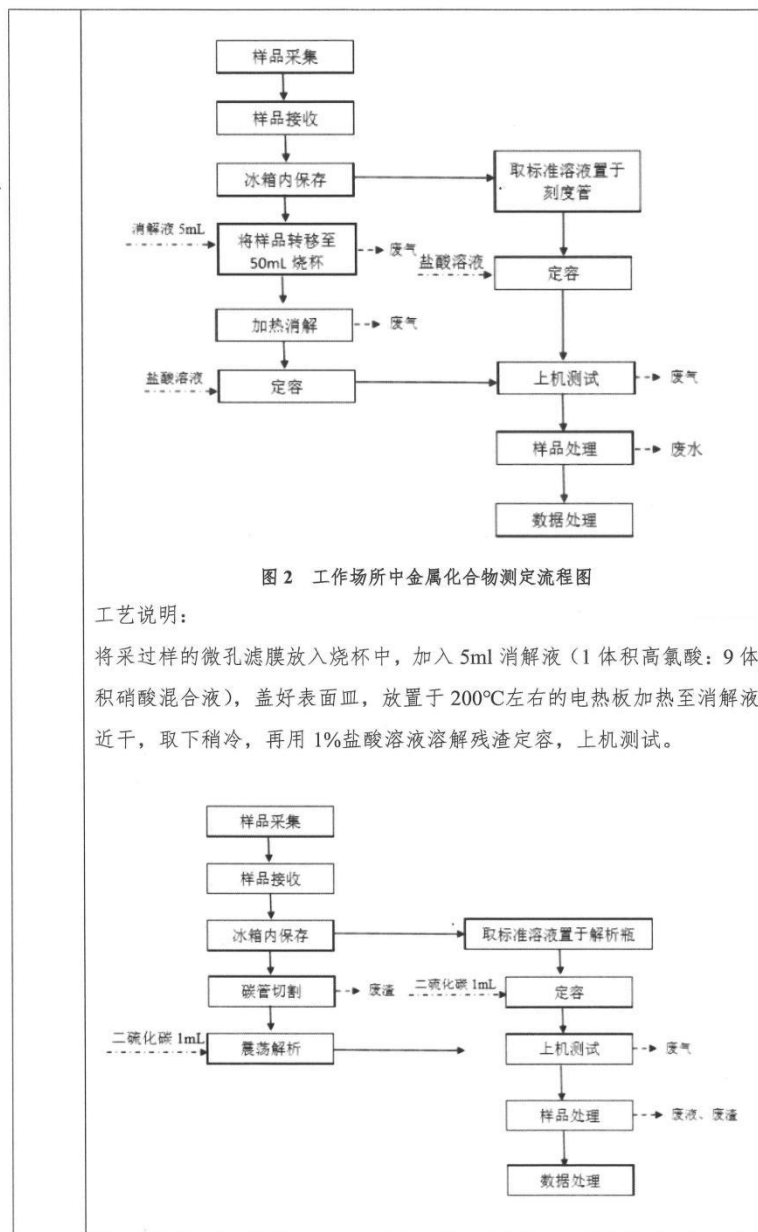 样品采集
样品接收
冰箱内保存
取标准溶液置于
刻度管
消解液 5mL
将样品转移至
50mL 烧杯
废气
盐酸溶液
定容
加热消解
废气
盐酸溶液
定容
上机测试
废气
样品处理
废水
数据处理
图 2 工作场所中金属化合物测定流程图
工艺说明：
将采过样的微孔滤膜放入烧杯中，加入 5ml 消解液（1 体积高氯酸：9 体
积硝酸混合液），盖好表面皿，放置于 200℃左右的电热板加热至消解液
近干，取下稍冷，再用 1%盐酸溶液溶解残渣定容，上机测试。
样品采集
样品接收
冰箱内保存
取标准溶液置于解析瓶
碳管切割
废渣
二硫化碳 1mL
定容
二硫化碳 1mL
震荡解析
上机测试
废气
样品处理
废液、废渣
数据处理